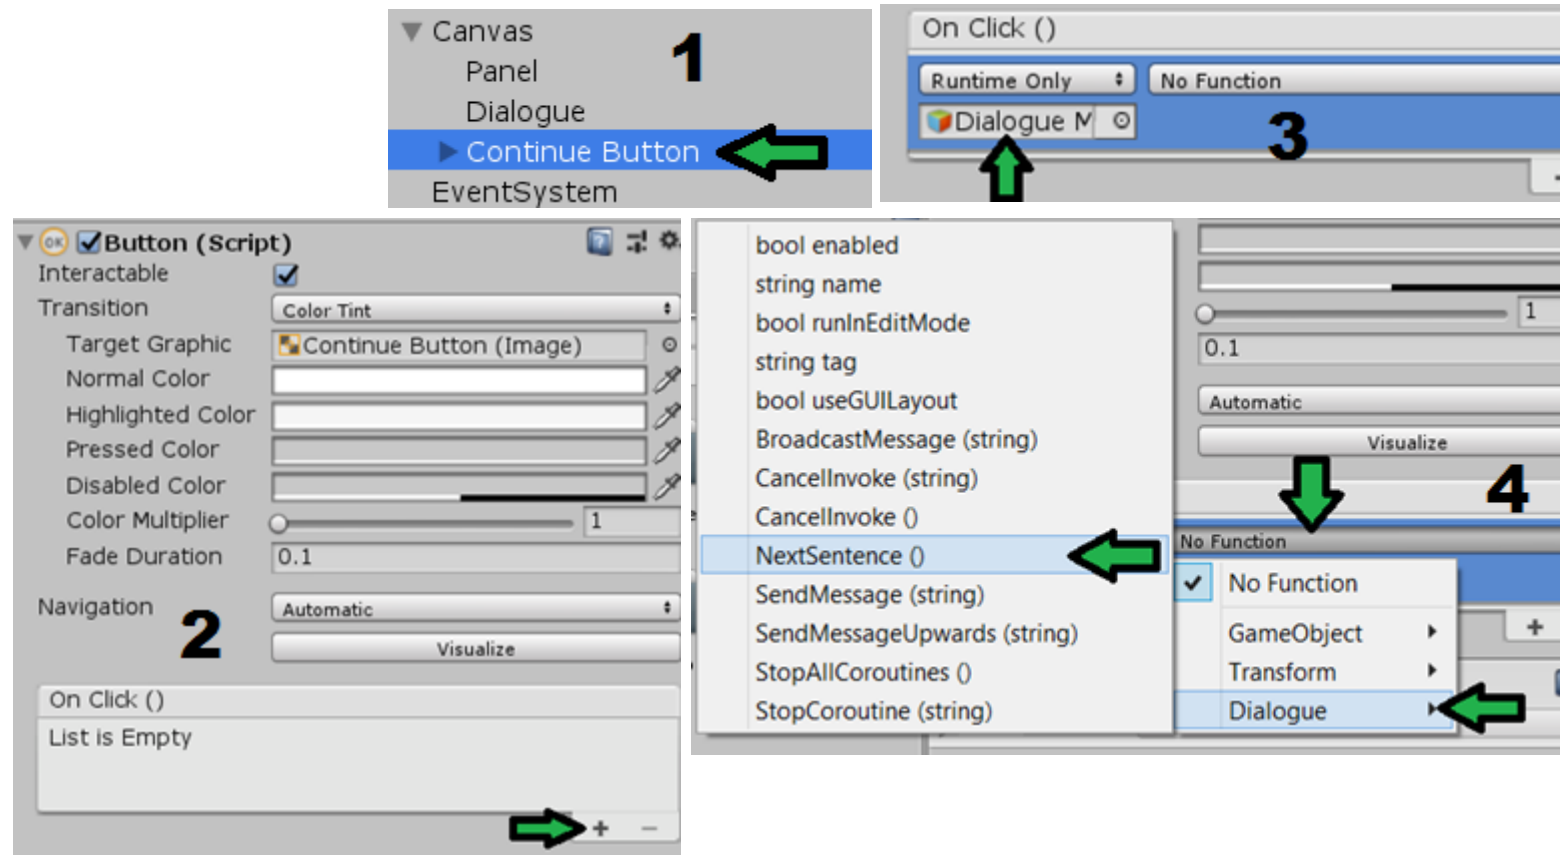 Canvas
Panel
Dialogue
Continue Button
EventSystem
1
On Click ()
Runtime Only No Function
Dialogue M
3
OK Button (Script)
Interactable
Transition Color Tint
Target Graphic Continue Button (Image)
Normal Color
Highlighted Color
Pressed Color
Disabled Color
Color Multiplier 1
Fade Duration 0.1
Navigation Automatic
2
Visualize
On Click ()
List is Empty
+ −
bool enabled
string name
bool runInEditMode
string tag
bool useGUILayout
BroadcastMessage (string)
CancelInvoke (string)
CancelInvoke ()
NextSentence ()
SendMessage (string)
SendMessageUpwards (string)
StopAllCoroutines ()
StopCoroutine (string)
1
0.1
Automatic
Visualize
4
No Function
No Function
GameObject
Transform
Dialogue
+